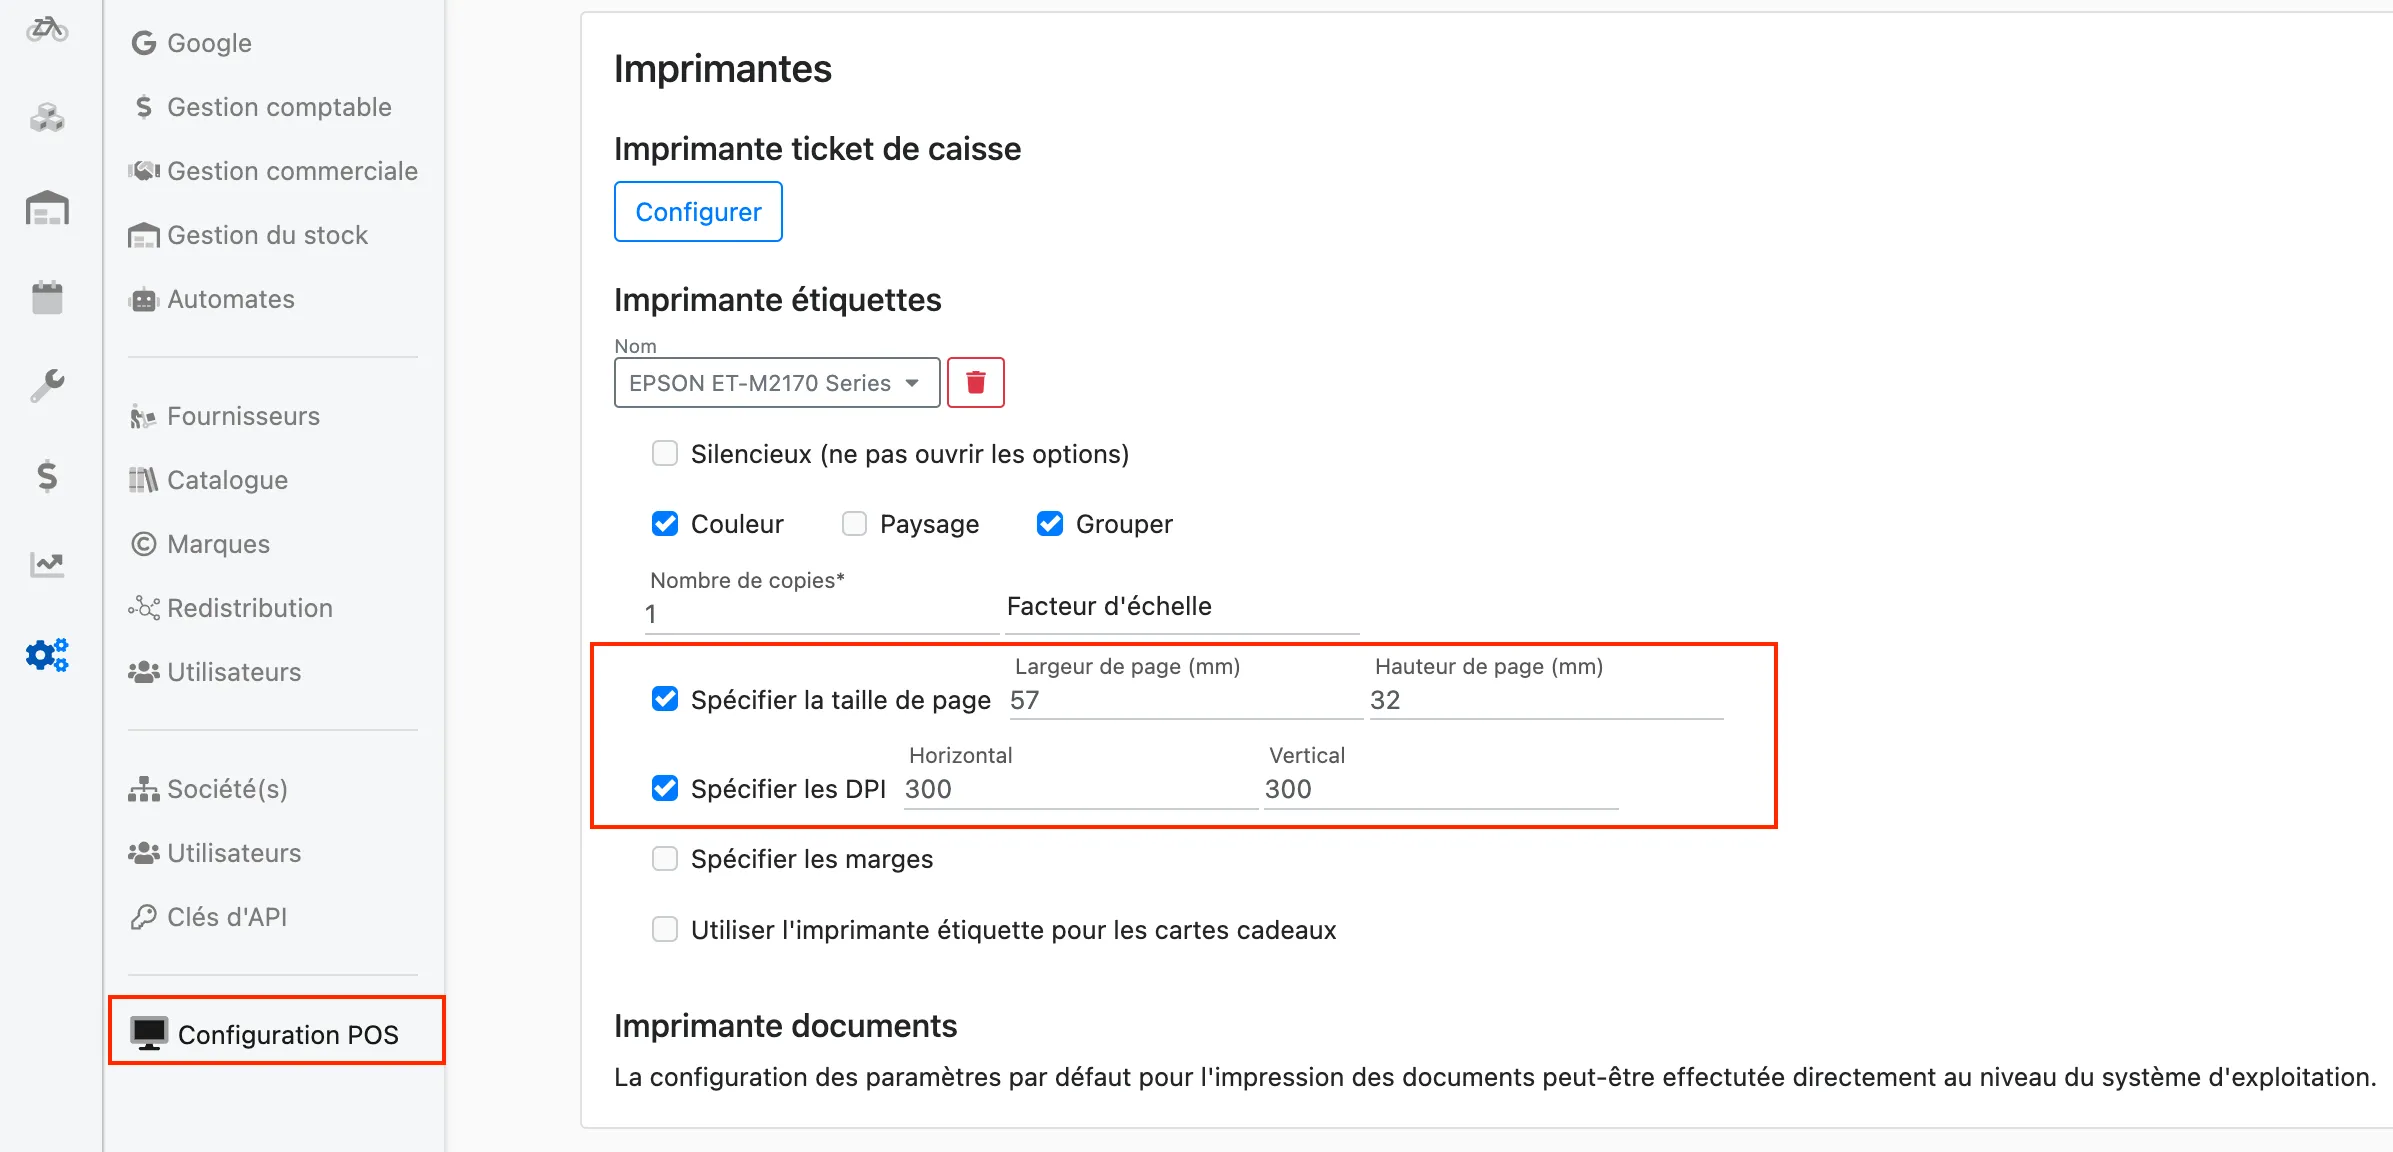 Google
Gestion comptable
Gestion commerciale
Gestion du stock
Automates
Fournisseurs
Catalogue
Marques
Redistribution
Utilisateurs
Société(s)
Utilisateurs
Clés d'API
Configuration POS
Imprimantes
Imprimante ticket de caisse
Configurer
Imprimante étiquettes
Nom
EPSON ET-M2170 Series
Silencieux (ne pas ouvrir les options)
Couleur Paysage Grouper
Nombre de copies*
1 Facteur d'échelle
Largeur de page (mm) Hauteur de page (mm)
Spécifier la taille de page 57 32
Horizontal Vertical
Spécifier les DPI 300 300
Spécifier les marges
Utiliser l'imprimante étiquette pour les cartes cadeaux
Imprimante documents
La configuration des paramètres par défaut pour l'impression des documents peut-être effectutée directement au niveau du système d'exploitation.